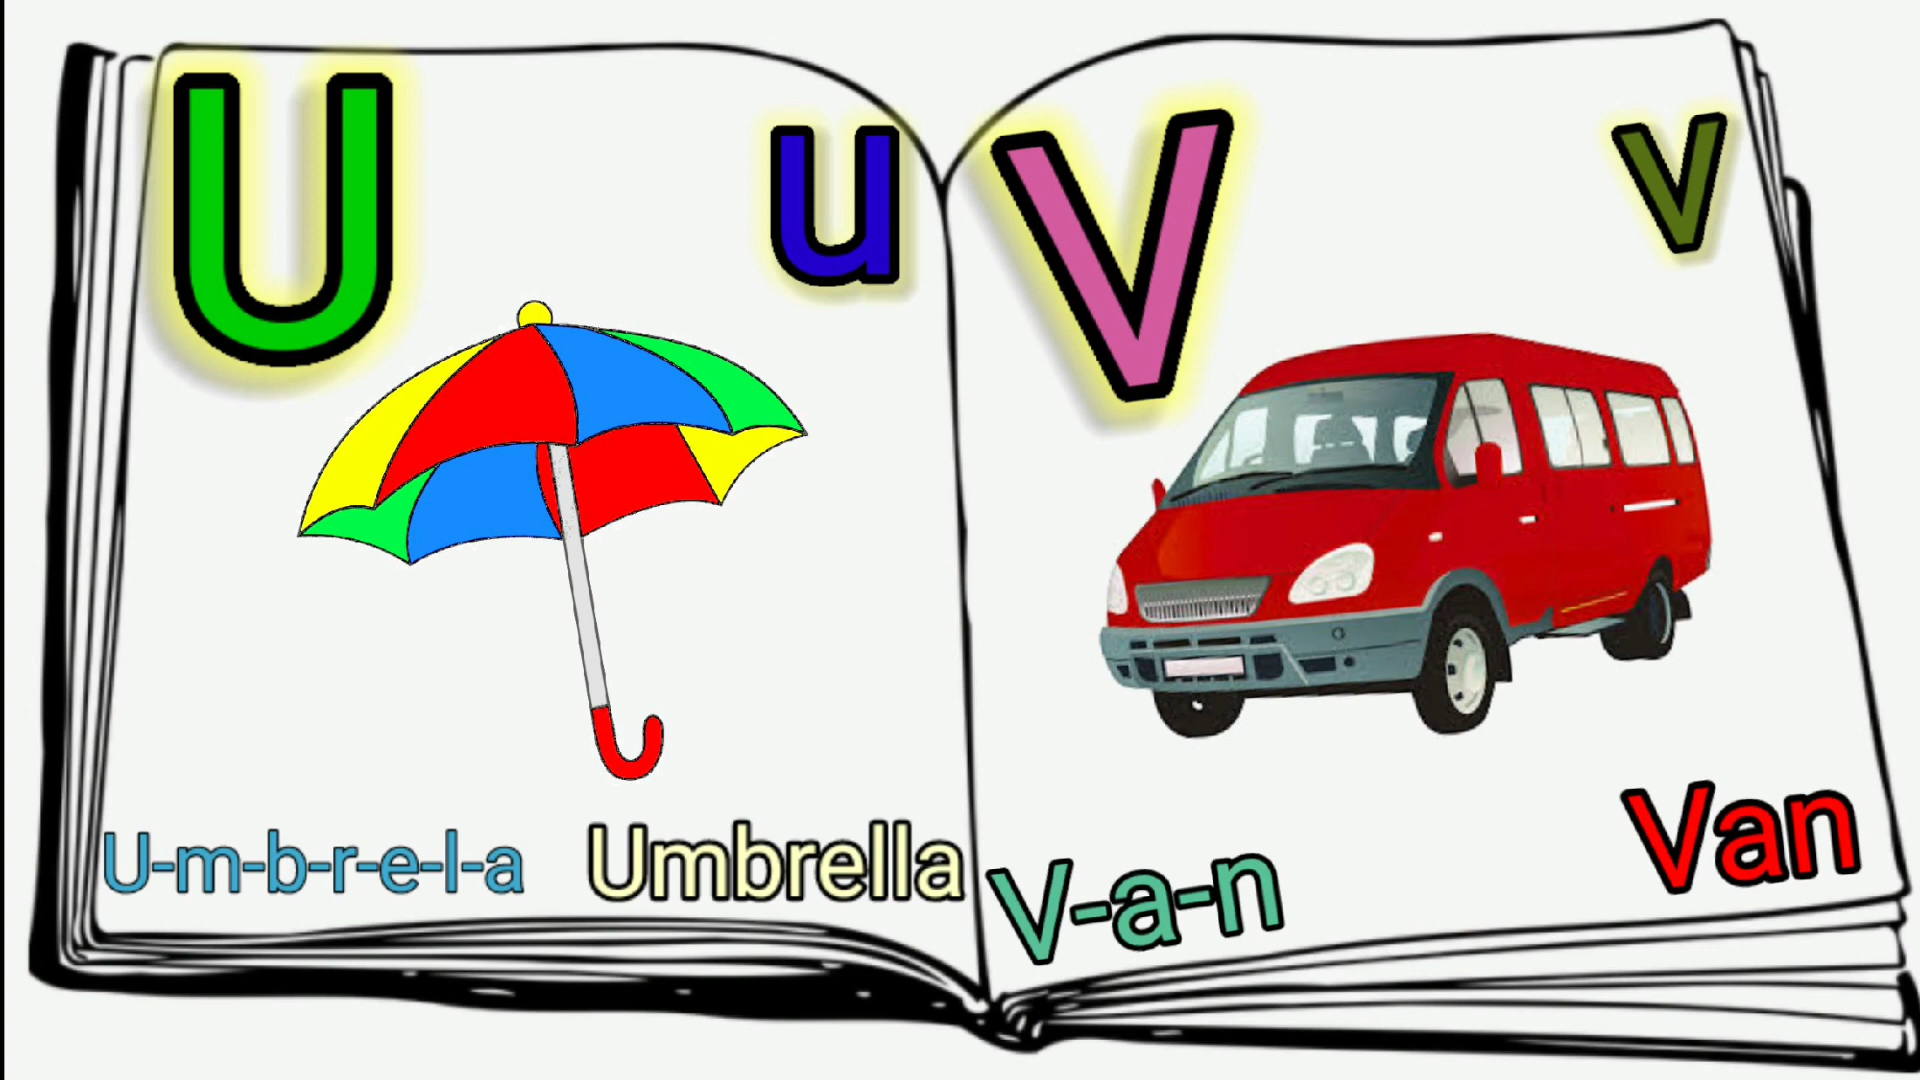 U u
U-m-b-r-e-l-a Umbrella
V v
V-a-n Van